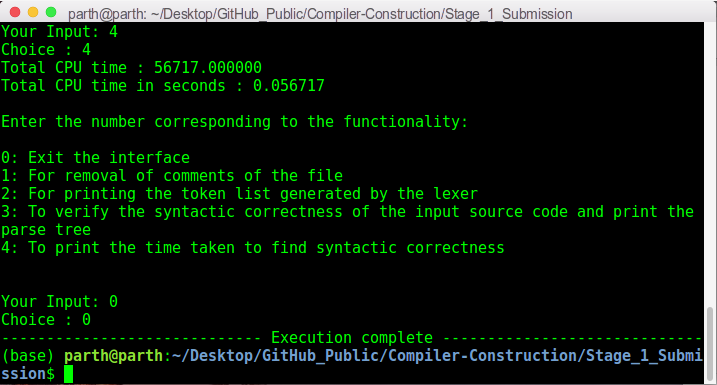 parth@parth: ~/Desktop/GitHub_Public/Compiler-Construction/Stage_1_Submission
Your Input: 4
Choice : 4
Total CPU time : 56717.000000
Total CPU time in seconds : 0.056717
Enter the number corresponding to the functionality:
0: Exit the interface
1: For removal of comments of the file
2: For printing the token list generated by the lexer
3: To verify the syntactic correctness of the input source code and print the
parse tree
4: To print the time taken to find syntactic correctness
Your Input: 0
Choice : 0
----------------------------- Execution complete -----------------------------
(base) parth@parth:~/Desktop/GitHub_Public/Compiler-Construction/Stage_1_Submi
ssion$